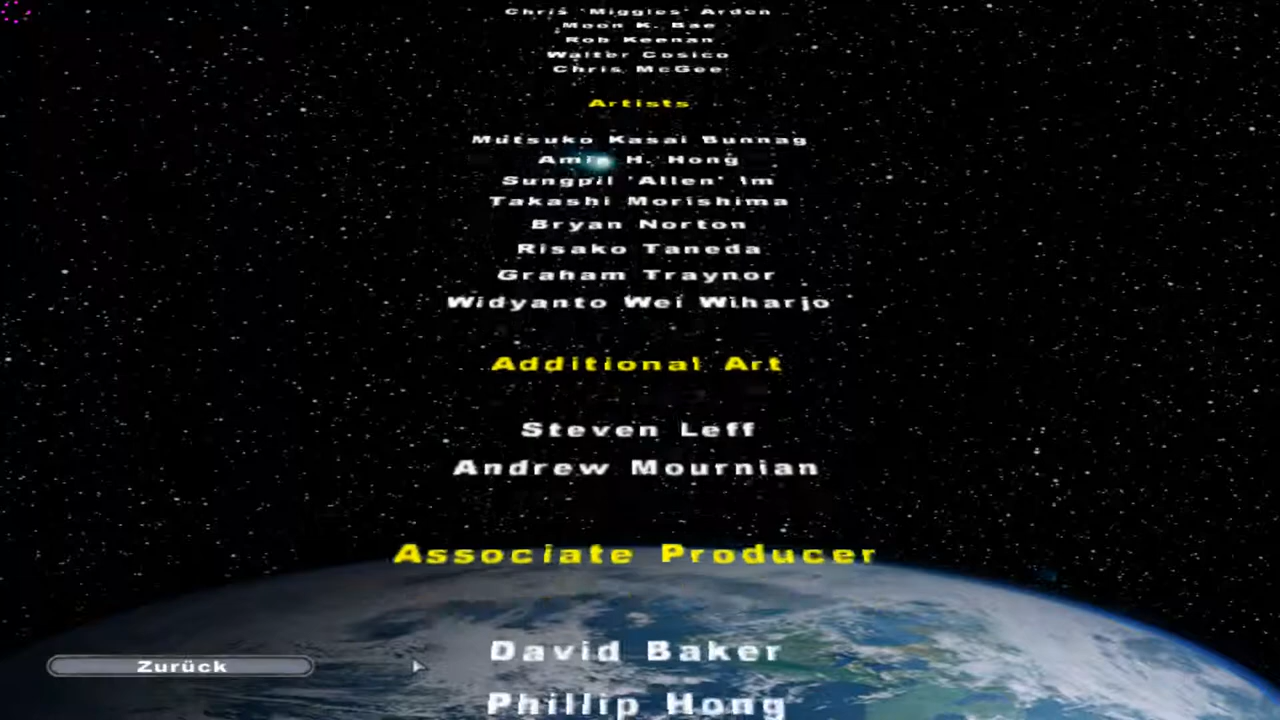 Chris 'Miggles' Arden
Moon K. Bae
Rob Keenan
Walter Cosico
Chris McGee
Artists
Mutsuko Kasai Bunnag
Amie H. Hong
Sungpil 'Allen' Im
Takashi Morishima
Bryan Norton
Risako Taneda
Graham Traynor
Widyanto Wei Wiharjo
Additional Art
Steven Leff
Andrew Mournian
Associate Producer
David Baker
Zurück
Phillip Hong